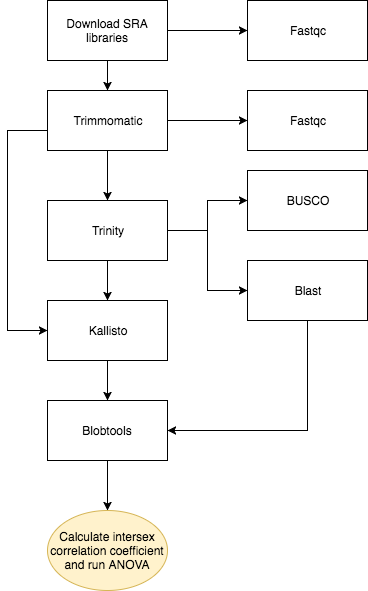 Download SRA
libraries
Fastqc
Trimmomatic
Fastqc
BUSCO
Trinity
Blast
Kallisto
Blobtools
Calculate intersex
correlation coefficient
and run ANOVA